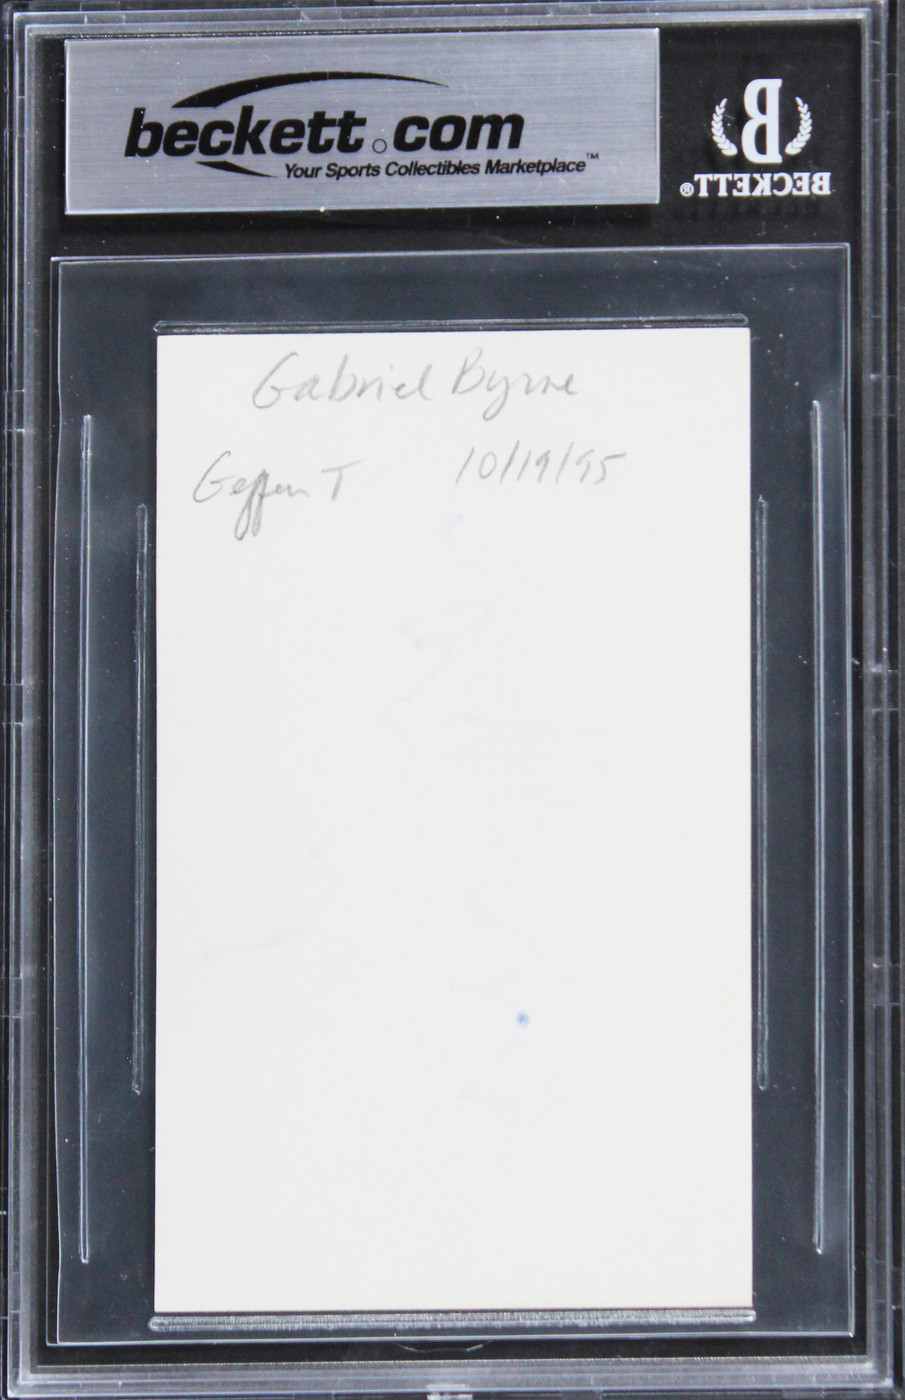 beckett.com
Your Sports Collectibles Marketplace™
B
BECKETT®
Gabriel Byrne
Geffen T 10/19/95